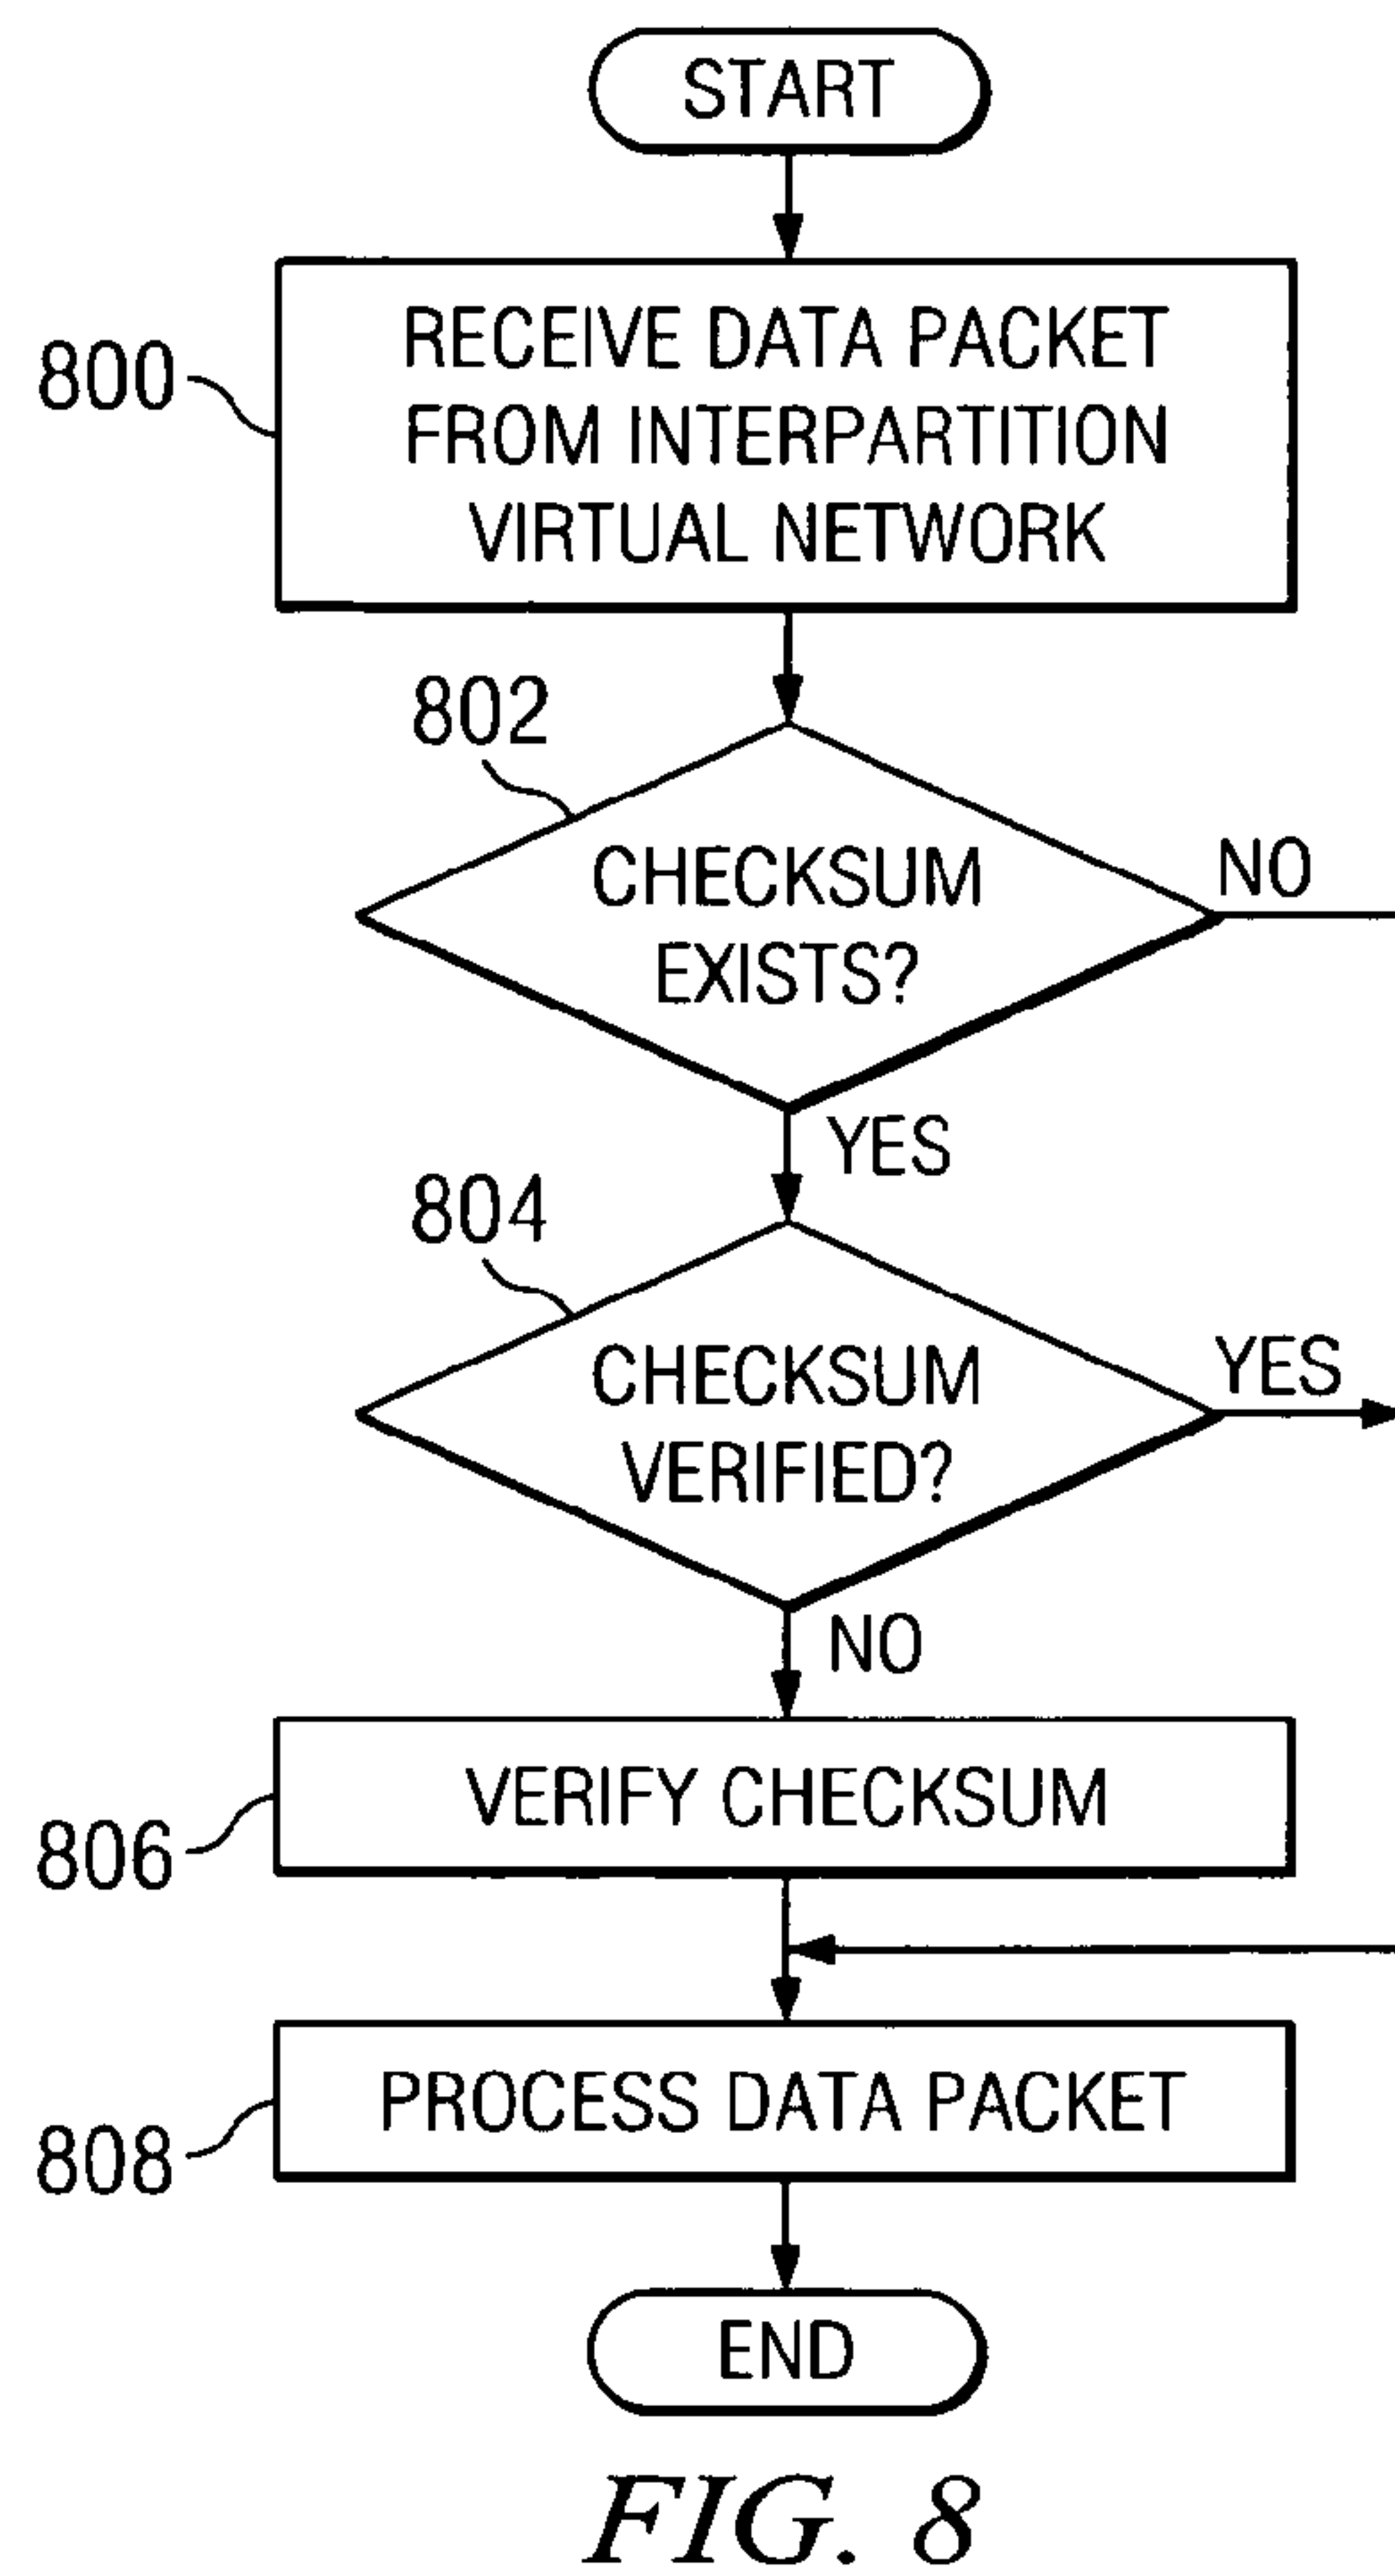 START
800
RECEIVE DATA PACKET
FROM INTERPARTITION
VIRTUAL NETWORK
802
CHECKSUM
EXISTS?
NO
YES
804
CHECKSUM
VERIFIED?
YES
NO
806
VERIFY CHECKSUM
808
PROCESS DATA PACKET
END
FIG. 8